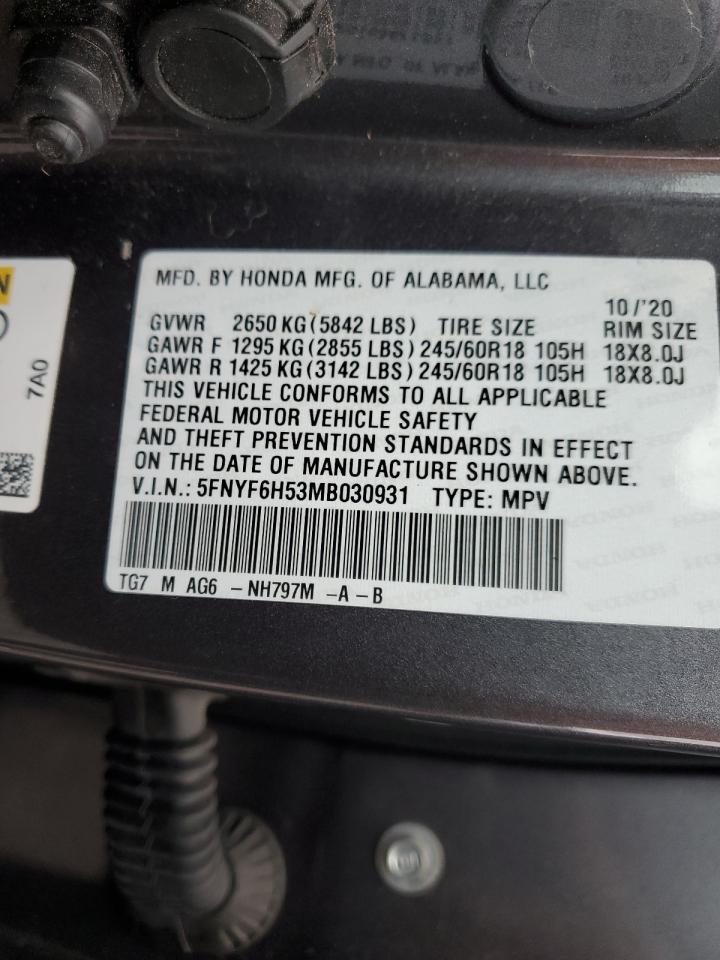 MFD. BY HONDA MFG. OF ALABAMA, LLC
10/'20
GVWR 2650 KG (5842 LBS) TIRE SIZE RIM SIZE
GAWR F 1295 KG (2855 LBS) 245/60R18 105H 18X8.0J
GAWR R 1425 KG (3142 LBS) 245/60R18 105H 18X8.0J
THIS VEHICLE CONFORMS TO ALL APPLICABLE
FEDERAL MOTOR VEHICLE SAFETY
AND THEFT PREVENTION STANDARDS IN EFFECT
ON THE DATE OF MANUFACTURE SHOWN ABOVE.
V.I.N.: 5FNYF6H53MB030931 TYPE: MPV
TG7 M AG6 - NH797M - A - B
7A0
N